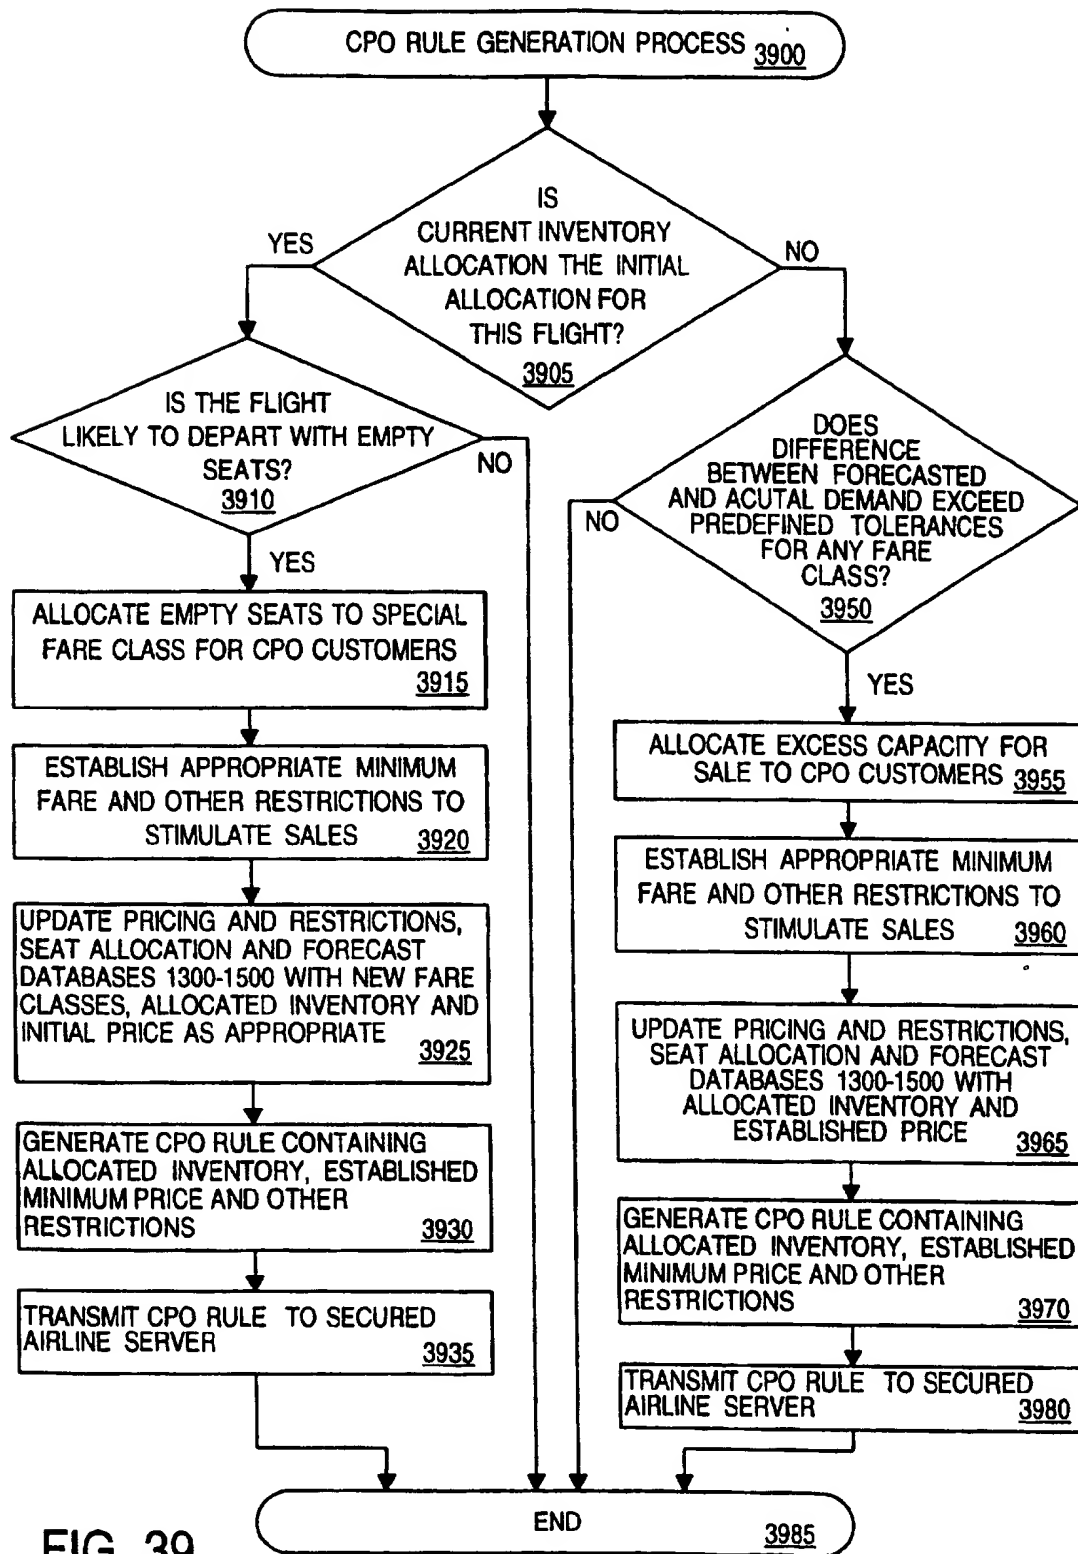 CPO RULE GENERATION PROCESS 3900
IS
CURRENT INVENTORY
ALLOCATION THE INITIAL
ALLOCATION FOR
THIS FLIGHT?
3905
YES
NO
IS THE FLIGHT
LIKELY TO DEPART WITH EMPTY
SEATS?
3910
NO
YES
ALLOCATE EMPTY SEATS TO SPECIAL
FARE CLASS FOR CPO CUSTOMERS
3915
ESTABLISH APPROPRIATE MINIMUM
FARE AND OTHER RESTRICTIONS TO
STIMULATE SALES 3920
UPDATE PRICING AND RESTRICTIONS,
SEAT ALLOCATION AND FORECAST
DATABASES 1300-1500 WITH NEW FARE
CLASSES, ALLOCATED INVENTORY AND
INITIAL PRICE AS APPROPRIATE 3925
GENERATE CPO RULE CONTAINING
ALLOCATED INVENTORY, ESTABLISHED
MINIMUM PRICE AND OTHER
RESTRICTIONS 3930
TRANSMIT CPO RULE TO SECURED
AIRLINE SERVER 3935
DOES
DIFFERENCE
BETWEEN FORECASTED
AND ACUTAL DEMAND EXCEED
PREDEFINED TOLERANCES
FOR ANY FARE
CLASS?
3950
NO
YES
ALLOCATE EXCESS CAPACITY FOR
SALE TO CPO CUSTOMERS 3955
ESTABLISH APPROPRIATE MINIMUM
FARE AND OTHER RESTRICTIONS TO
STIMULATE SALES 3960
UPDATE PRICING AND RESTRICTIONS,
SEAT ALLOCATION AND FORECAST
DATABASES 1300-1500 WITH
ALLOCATED INVENTORY AND
ESTABLISHED PRICE 3965
GENERATE CPO RULE CONTAINING
ALLOCATED INVENTORY, ESTABLISHED
MINIMUM PRICE AND OTHER
RESTRICTIONS 3970
TRANSMIT CPO RULE TO SECURED
AIRLINE SERVER 3980
END 3985
FIG. 39